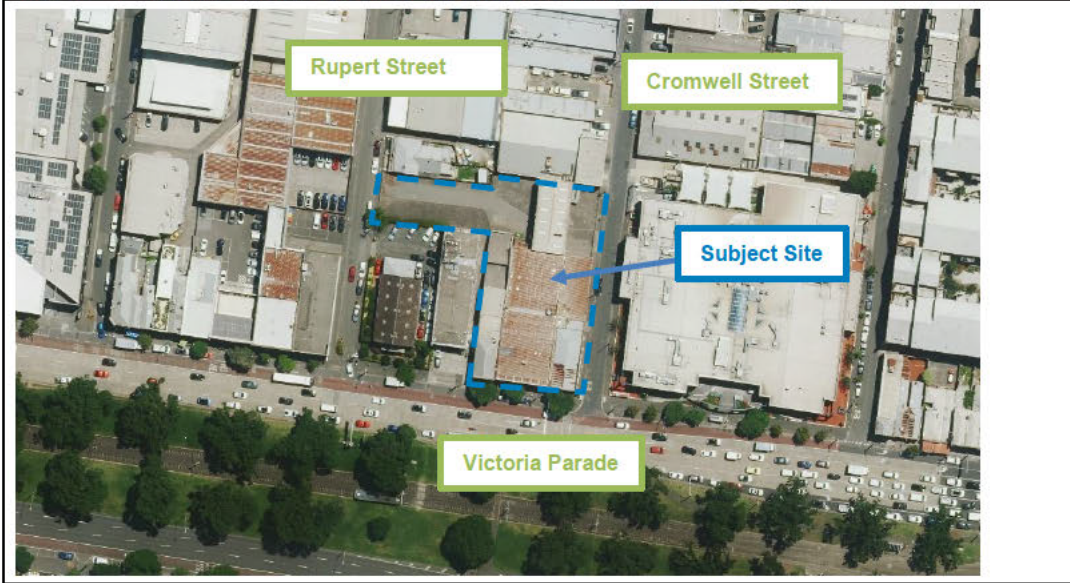 Rupert Street
Cromwell Street
Subject Site
Victoria Parade